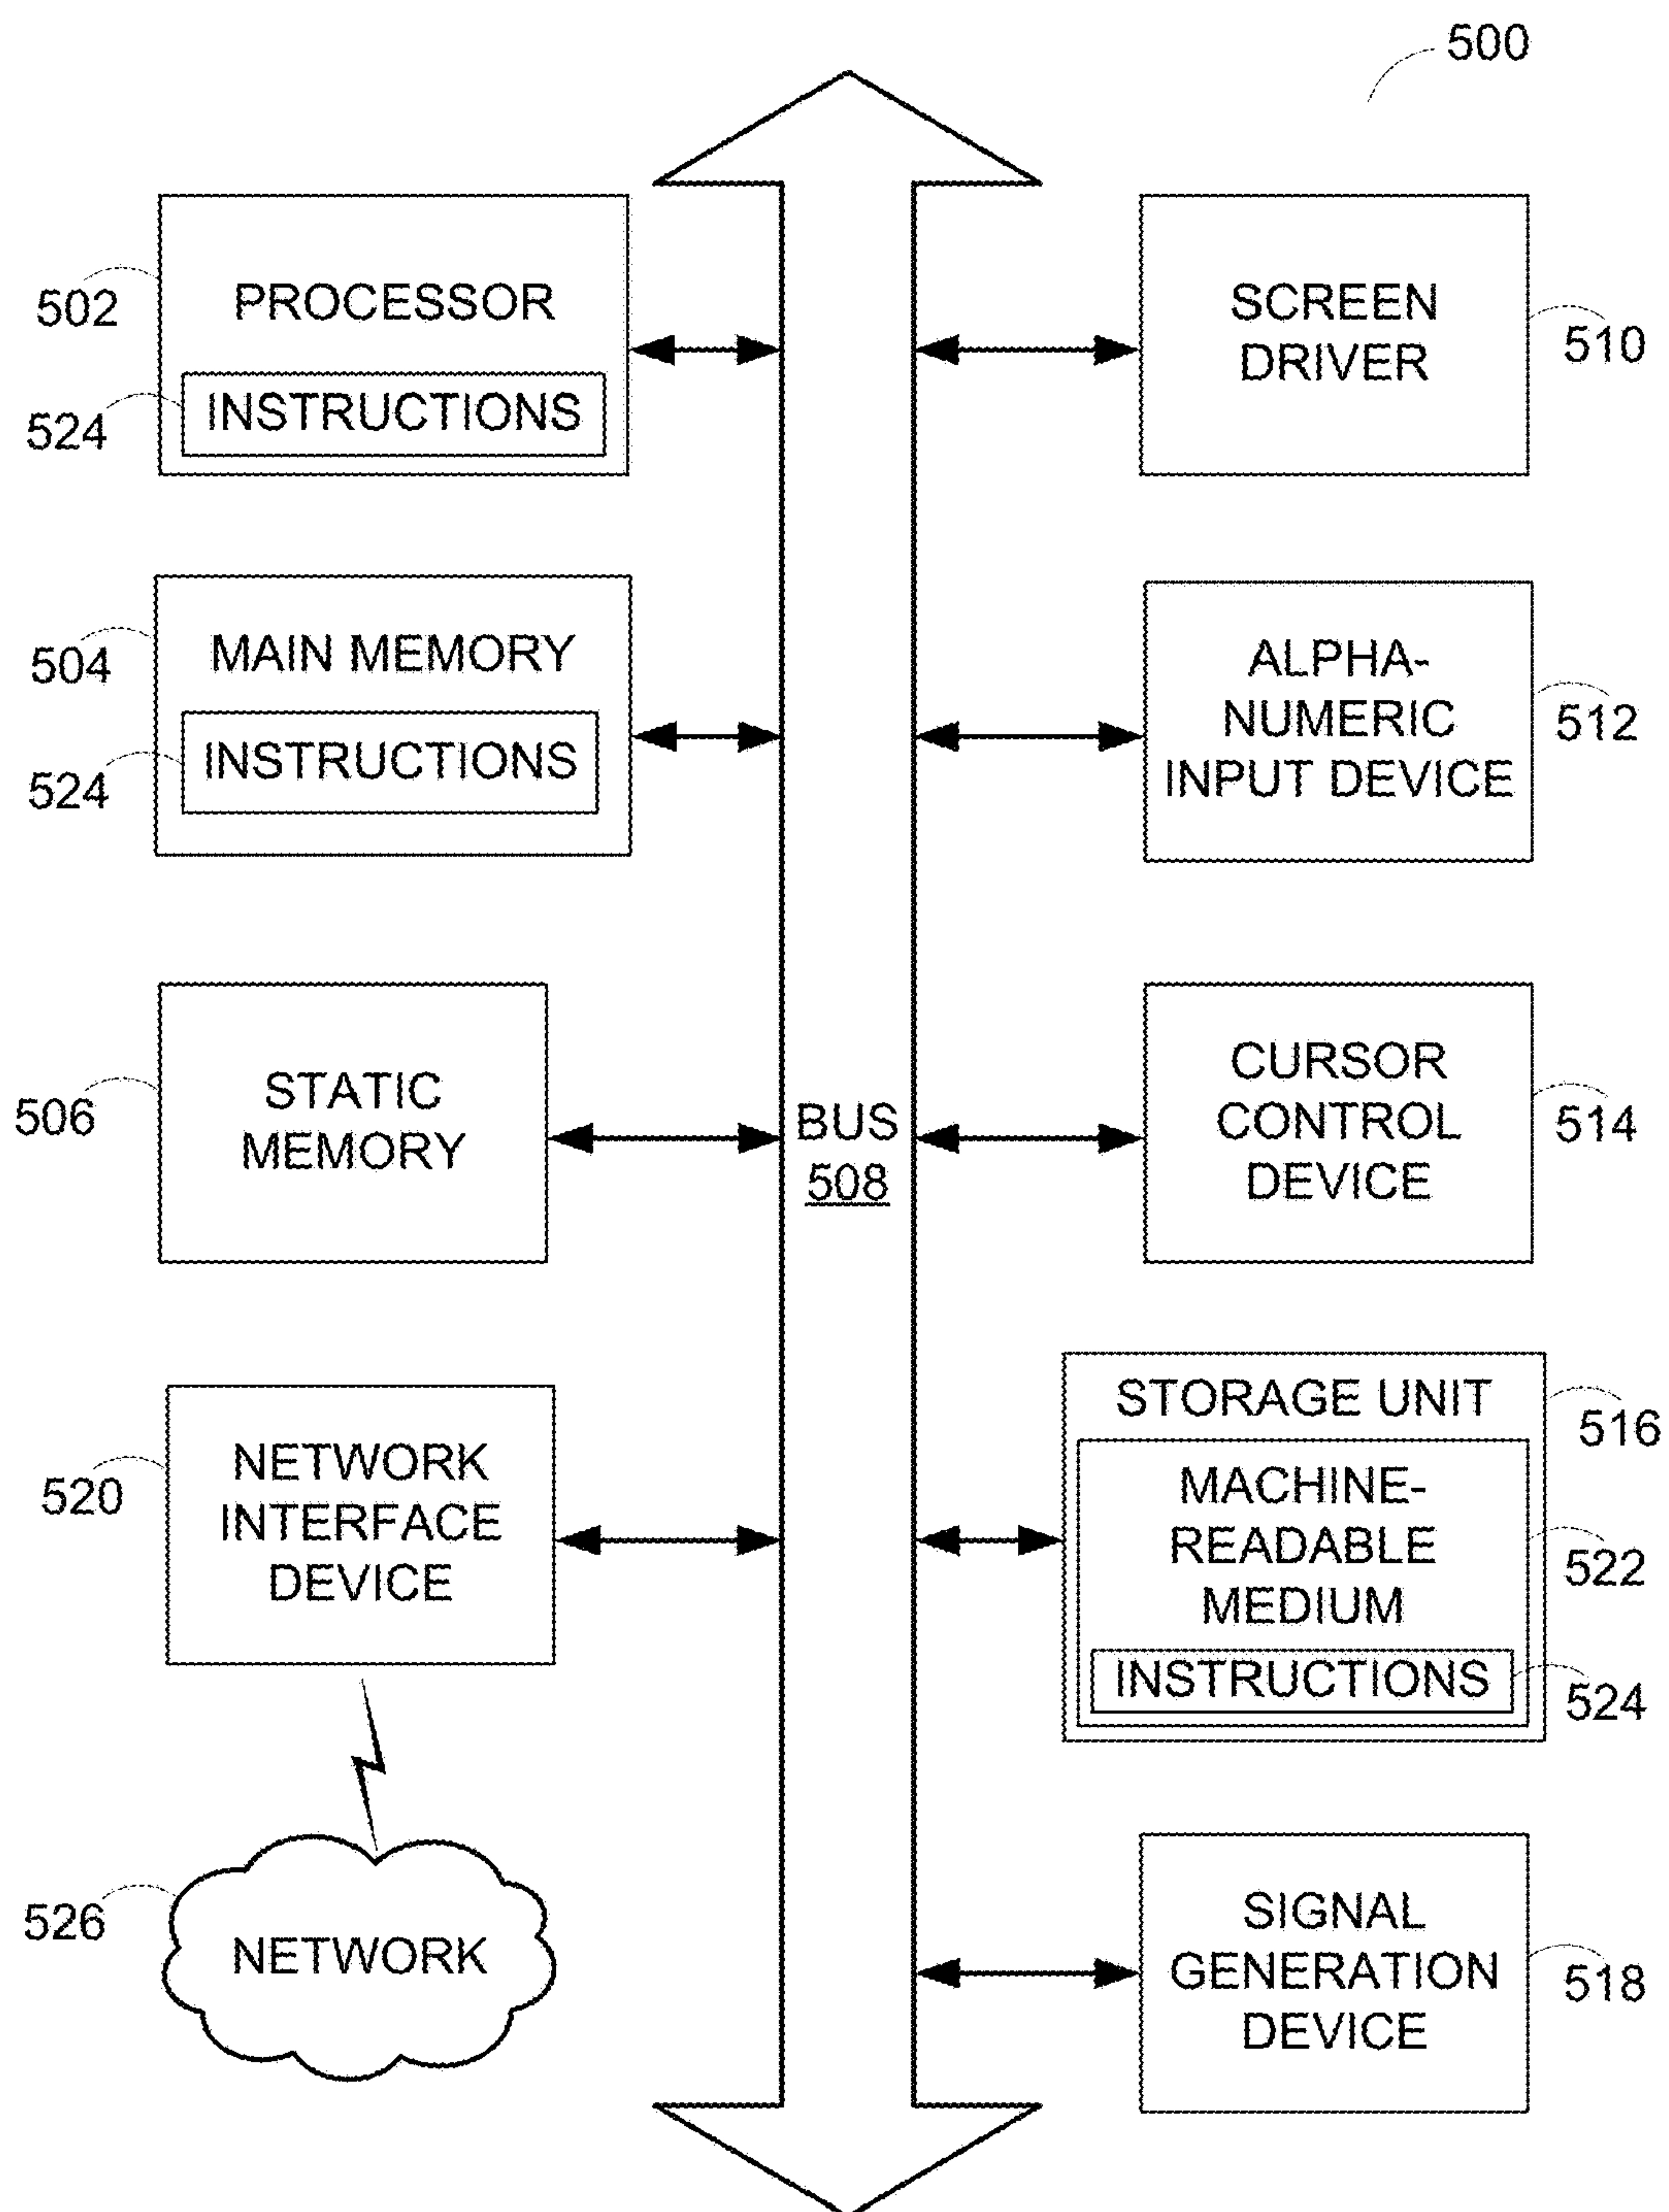 500
502
PROCESSOR
524
INSTRUCTIONS
504
MAIN MEMORY
524
INSTRUCTIONS
506
STATIC
MEMORY
520
NETWORK
INTERFACE
DEVICE
526
NETWORK
BUS
508
SCREEN
DRIVER
510
ALPHA-
NUMERIC
INPUT DEVICE
512
CURSOR
CONTROL
DEVICE
514
STORAGE UNIT
516
MACHINE-
READABLE
MEDIUM
522
INSTRUCTIONS
524
SIGNAL
GENERATION
DEVICE
518